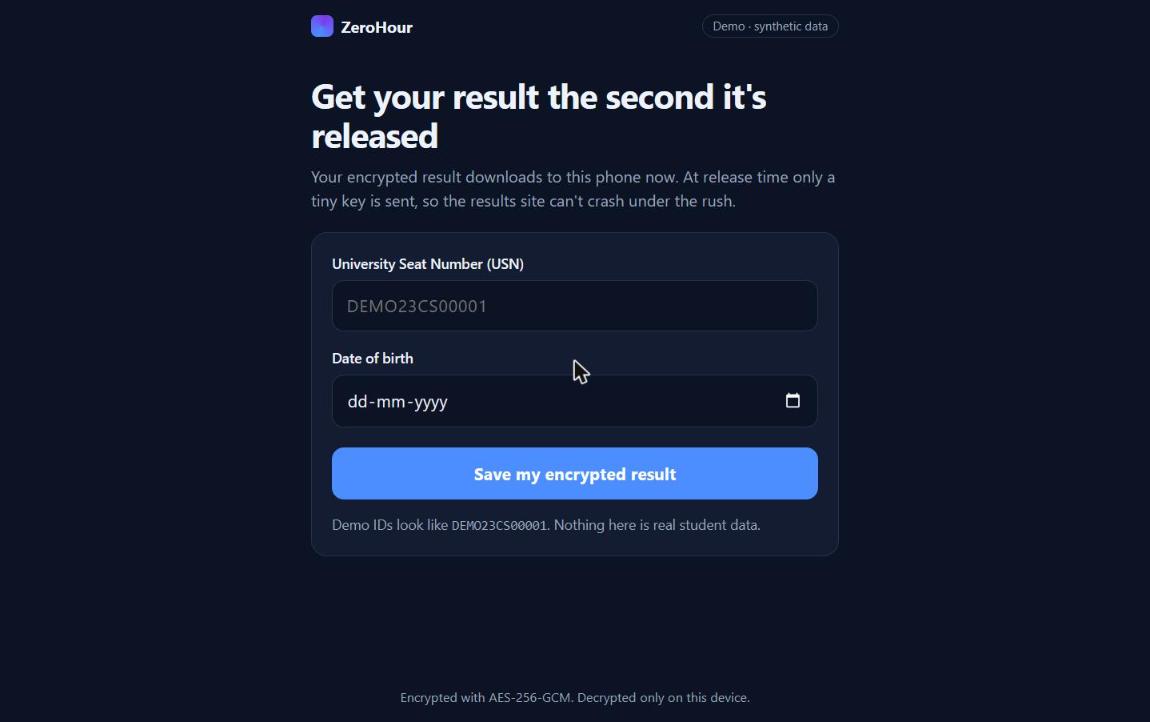 ZeroHour
Demo · synthetic data
Get your result the second it's
released
Your encrypted result downloads to this phone now. At release time only a
tiny key is sent, so the results site can't crash under the rush.
University Seat Number (USN)
DEMO23CS00001
Date of birth
dd-mm-yyyy
Save my encrypted result
Demo IDs look like DEMO23CS00001. Nothing here is real student data.
Encrypted with AES-256-GCM. Decrypted only on this device.